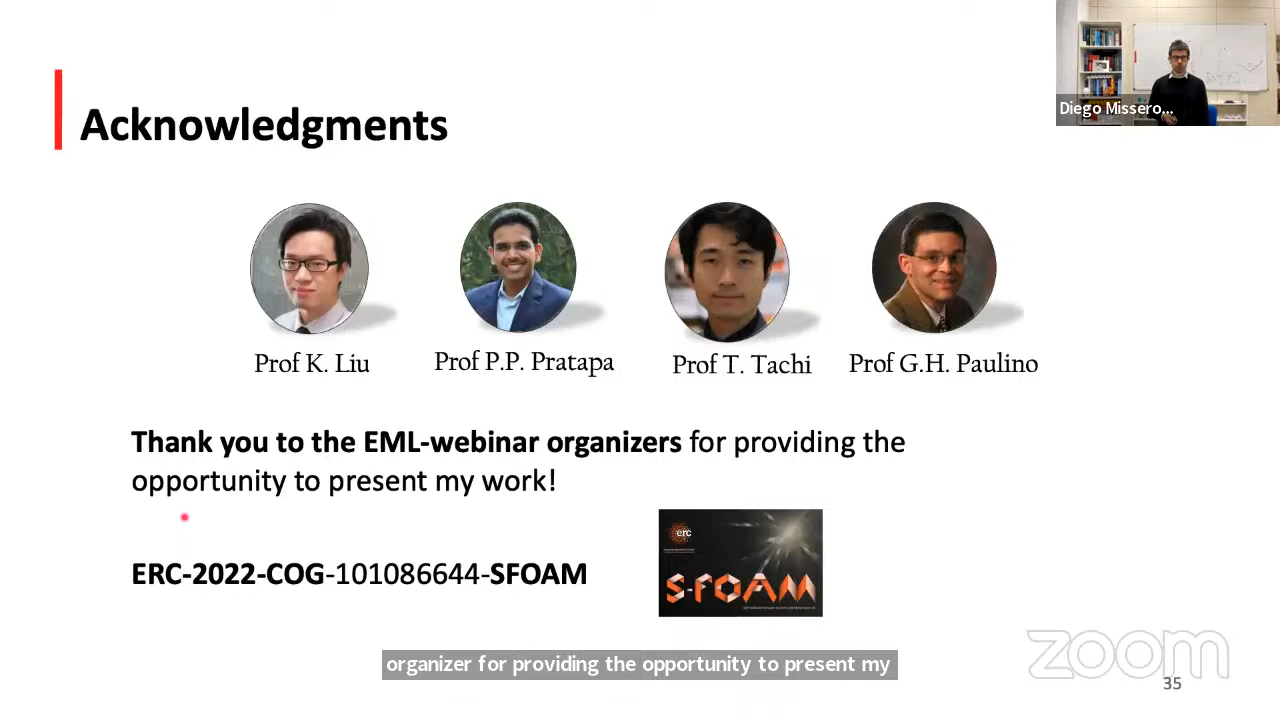 Diego Missero...
Acknowledgments
Prof K. Liu
Prof P.P. Pratapa
Prof T. Tachi
Prof G.H. Paulino
Thank you to the EML-webinar organizers for providing the
opportunity to present my work!
erc
S-FOAM
ERC-2022-COG-101086644-SFOAM
organizer for providing the opportunity to present my
zoom
35